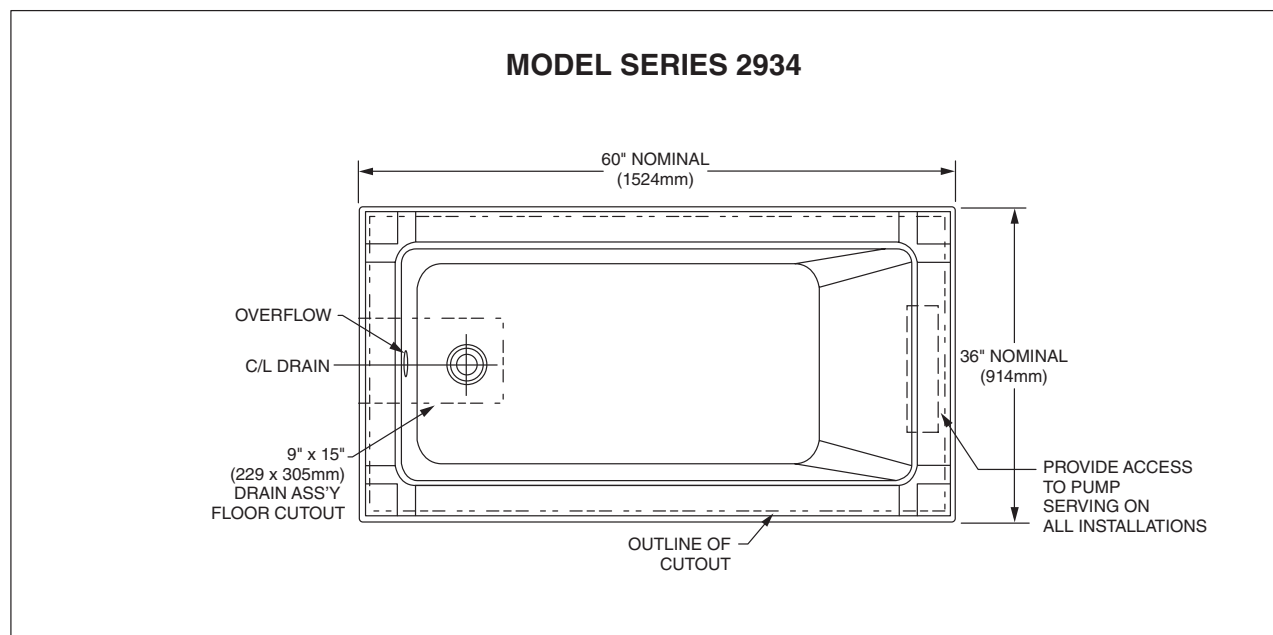 MODEL SERIES 2934
60" NOMINAL
(1524mm)
OVERFLOW
C/L DRAIN
36" NOMINAL
(914mm)
9" x 15"
(229 x 305mm)
DRAIN ASS'Y
FLOOR CUTOUT
PROVIDE ACCESS
TO PUMP
SERVING ON
ALL INSTALLATIONS
OUTLINE OF
CUTOUT